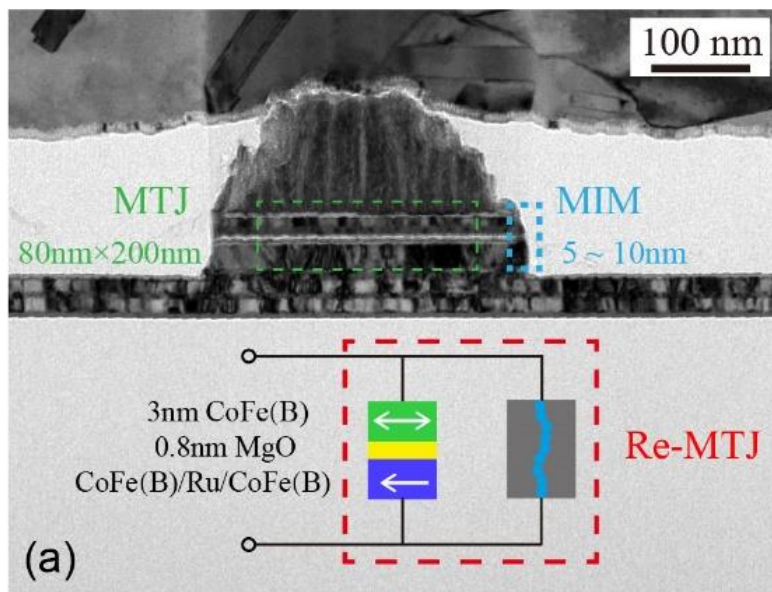 100 nm
MTJ
80nm×200nm
MIM
5 ~ 10nm
3nm CoFe(B)
0.8nm MgO
CoFe(B)/Ru/CoFe(B)
Re-MTJ
(a)